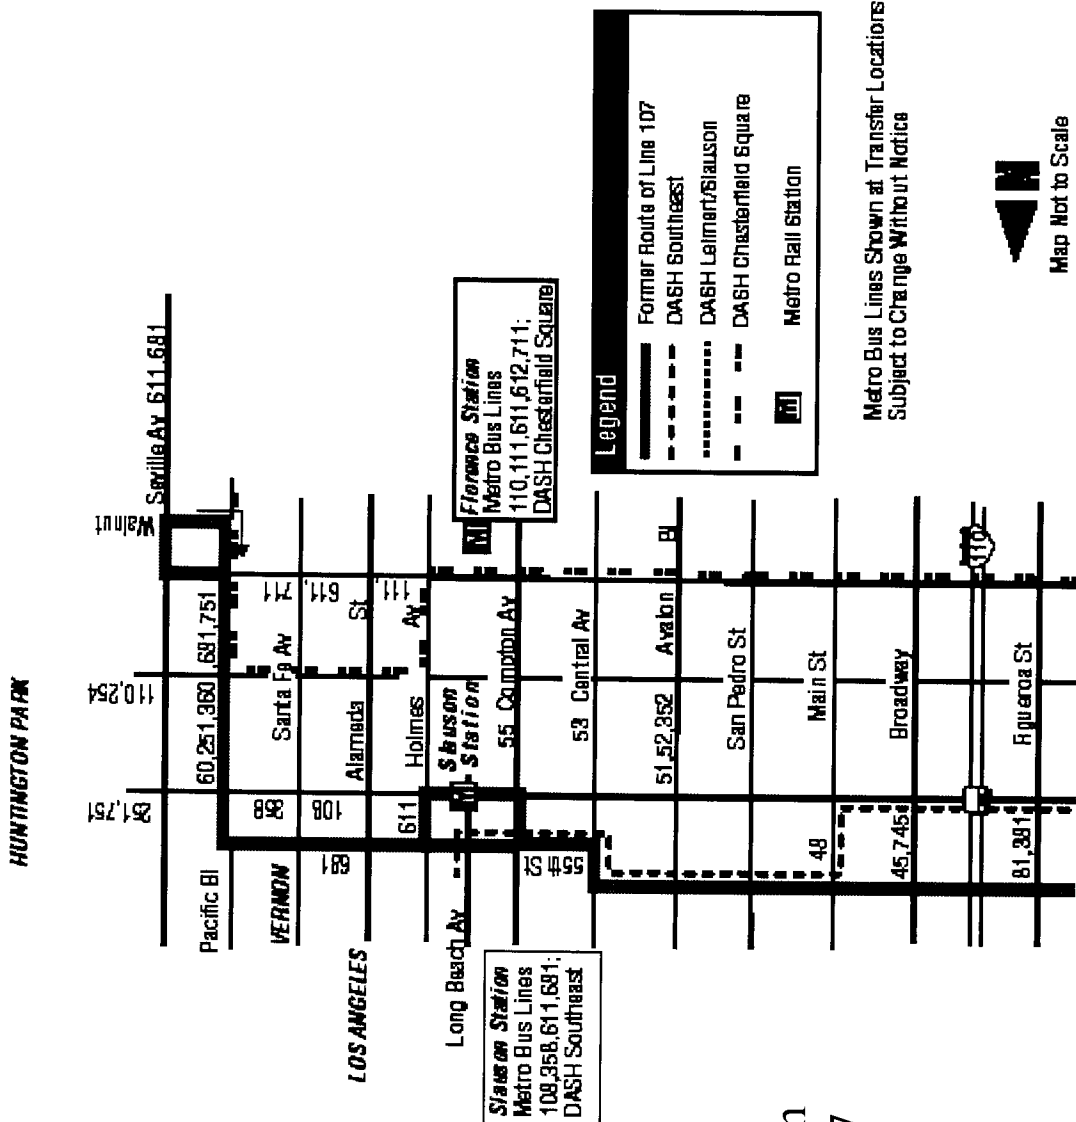 HUNTINGTON PARK
Seville Av 611,681
Walnut
110,254
251,751
60,251,360,681,751
Pacific Bl
711
Santa Fe Av
358
VERNON
611,
St
Alameda
108
681
LOS ANGELES
111,
Av
Holmes
611
Slauson
Station
Long Beach Av
55 Compton Av
55th St
53 Central Av
Bl
Avalon
51,52,352
San Pedro St
Main St
48
Broadway
45,745
110
Figueroa St
81,381
Florence Station
Metro Bus Lines
110,111,611,612,711;
DASH Chesterfield Square
Slauson Station
Metro Bus Lines
108,358,611,681;
DASH Southeast
Legend
Former Route of Line 107
DASH Southeast
DASH Leimert/Slauson
DASH Chesterfield Square
M Metro Rail Station
Metro Bus Lines Shown at Transfer Locations
Subject to Change Without Notice
N
Map Not to Scale
n
7
M
M